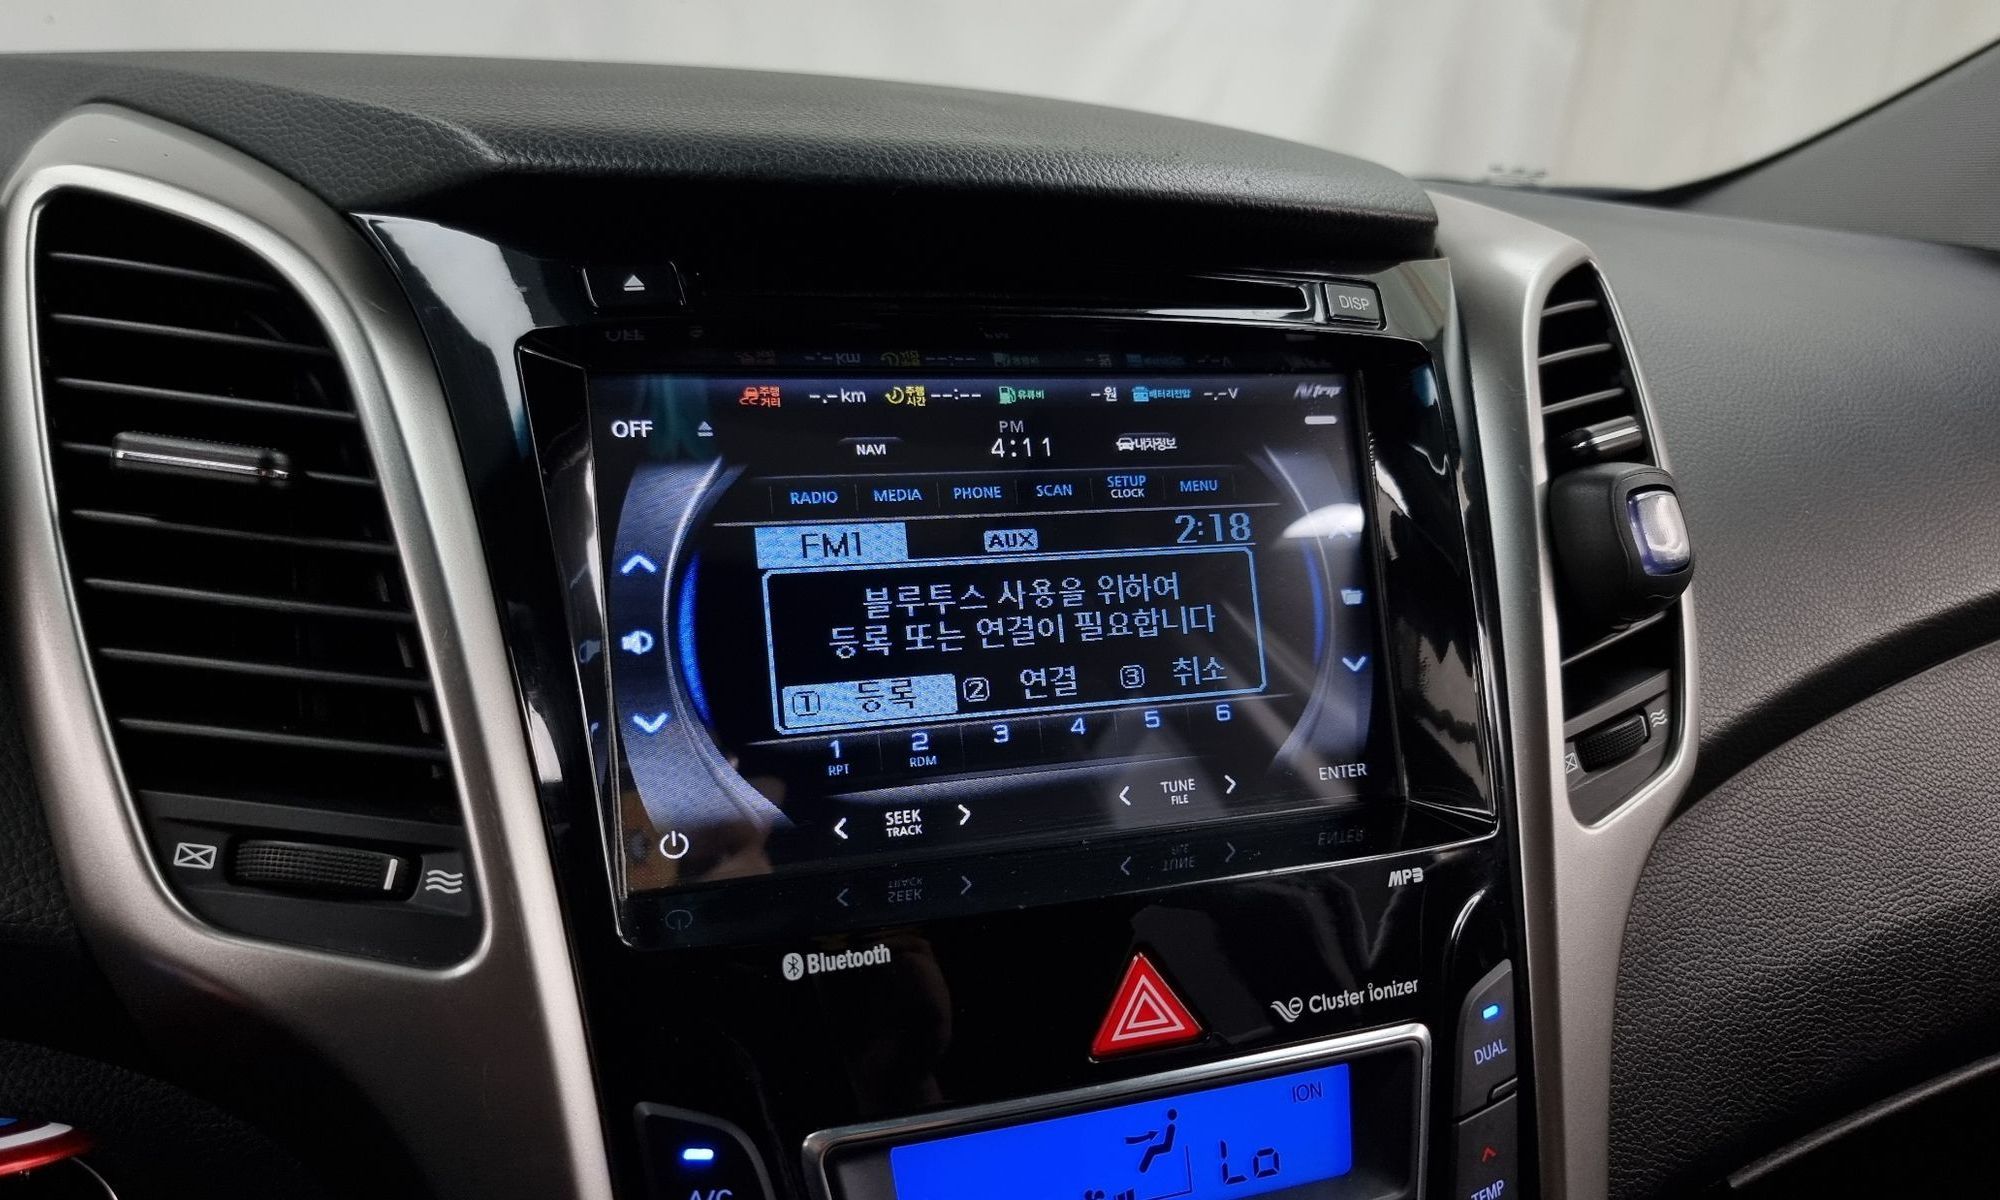 DISP
주행거리 -.-km 주행시간 --:-- 유류비 -원 배터리전압 -.-V
OFF
PM
NAVI 4:11 내차정보
RADIO MEDIA PHONE SCAN SETUP CLOCK MENU
FM1 AUX 2:18
블루투스 사용을 위하여
등록 또는 연결이 필요합니다
1 등록 2 연결 3 취소
1 2 3 4 5 6
RPT RDM
SEEK TRACK
TUNE FILE
ENTER
MP3
Bluetooth
Cluster ionizer
DUAL
ION
Lo
A/C
TEMP